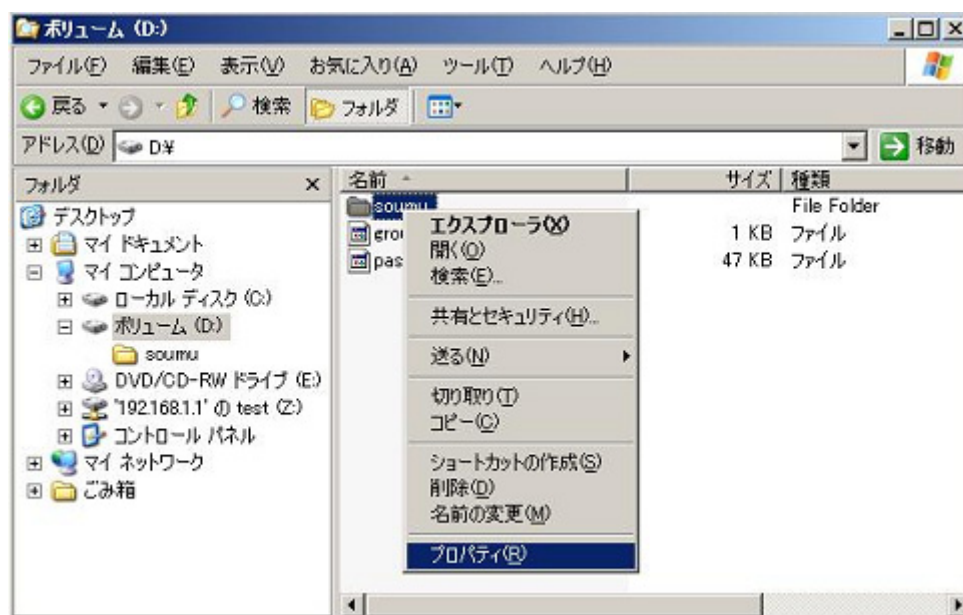 ボリューム (D:)
ファイル(F) 編集(E) 表示(V) お気に入り(A) ツール(T) ヘルプ(H)
戻る 検索 フォルダ
アドレス(D) D:¥ 移動
フォルダ x
デスクトップ
マイ ドキュメント
マイ コンピュータ
ローカル ディスク (C:)
ボリューム (D:)
soumu
DVD/CD-RW ドライブ (E:)
'192.168.1.1' の test (Z:)
コントロール パネル
マイ ネットワーク
ごみ箱
名前 サイズ 種類
soumu File Folder
grou 1 KB ファイル
pas 47 KB ファイル
エクスプローラ(X)
開く(O)
検索(E)...
共有とセキュリティ(H)...
送る(N)
切り取り(T)
コピー(C)
ショートカットの作成(S)
削除(D)
名前の変更(M)
プロパティ(R)